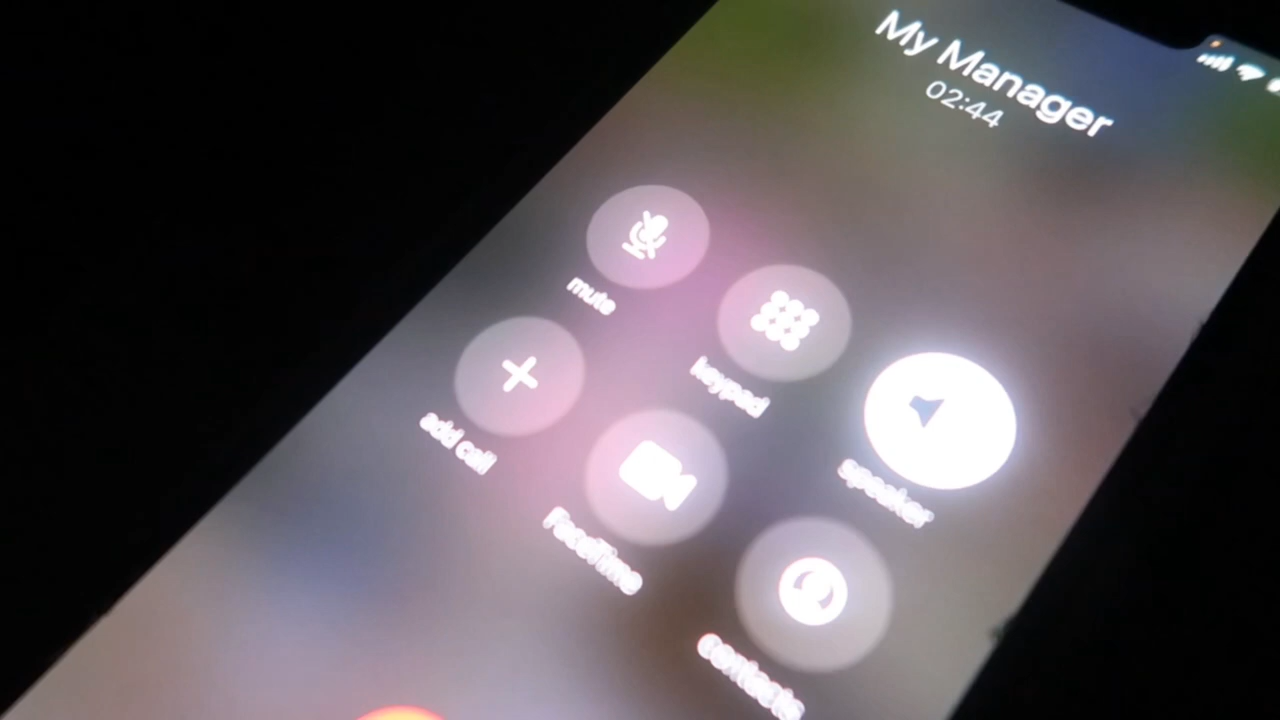 My Manager
02:44
mute
keypad
speaker
add call
FaceTime
contacts